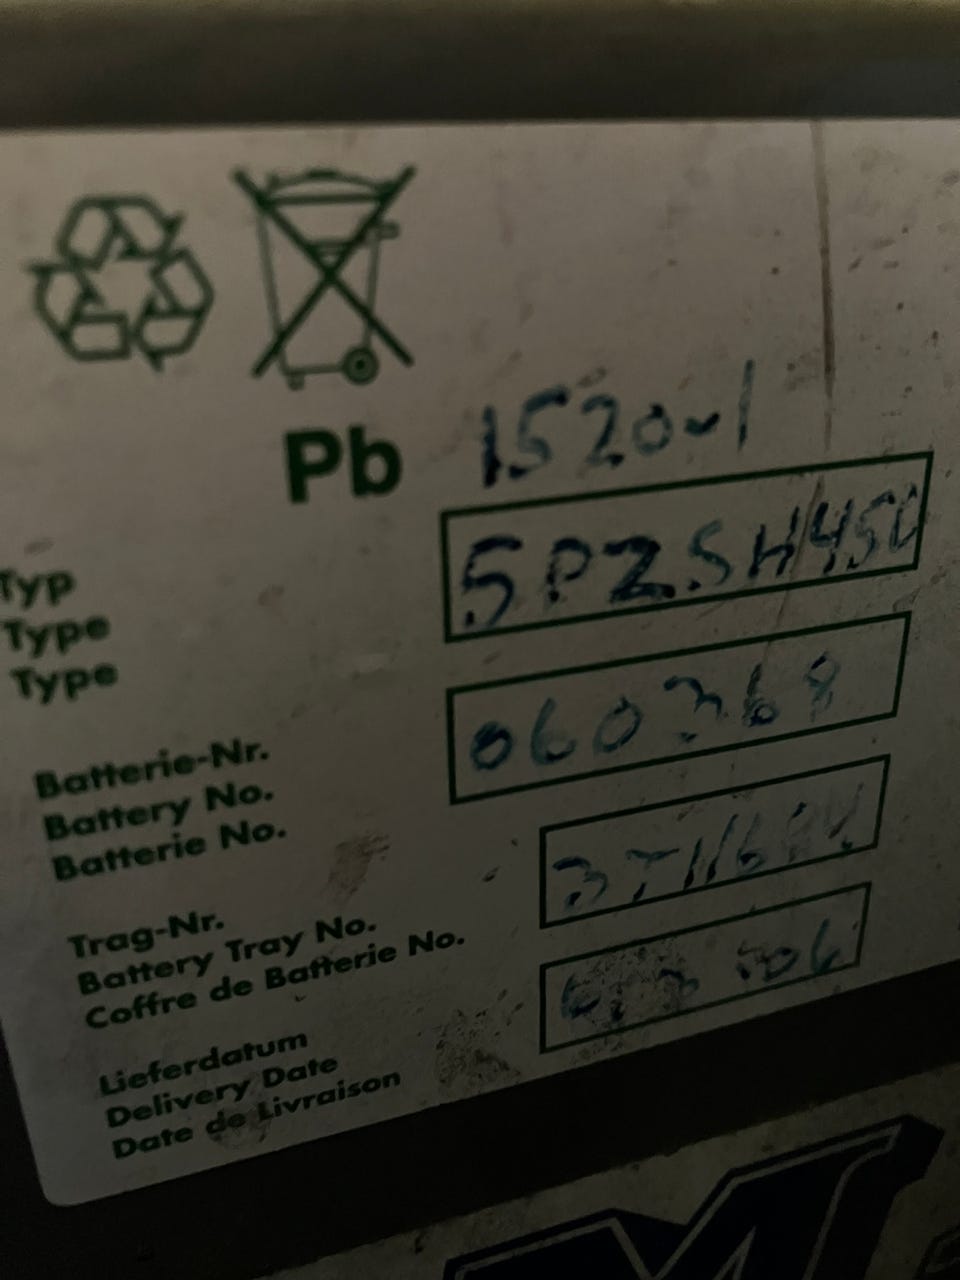 Pb 1520-1
Typ 5PZSH450
Type
Type
Batterie-Nr. 060368
Battery No.
Batterie No.
Trag-Nr.
Battery Tray No.
Coffre de Batterie No.
Lieferdatum
Delivery Date
Date de Livraison